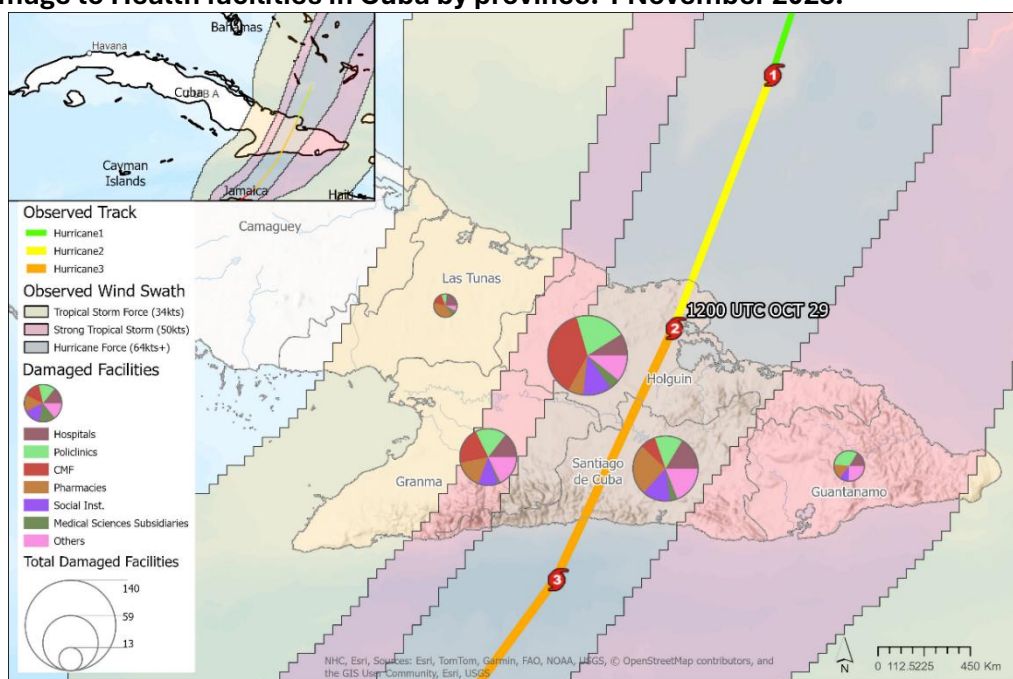 mage to Health facilities in Cuba by province. 4 November 2025.
Bahamas
Havana
Cuba
U B A
Cayman
Islands
Jamaica
Haiti
Observed Track
Hurricane1
Hurricane2
Hurricane3
Observed Wind Swath
Tropical Storm Force (34kts)
Strong Tropical Storm (50kts)
Hurricane Force (64kts+)
Damaged Facilities
Hospitals
Policlinics
CMF
Pharmacies
Social Inst.
Medical Sciences Subsidiaries
Others
Total Damaged Facilities
140
59
13
Camaguey
Las Tunas
1
1200 UTC OCT 29
2
Holguin
Granma
Santiago
de Cuba
Guantanamo
3
NHC, Esri, Sources: Esri, TomTom, Garmin, FAO, NOAA, USGS, © OpenStreetMap contributors, and
the GIS User Community, Esri, USGS
N
0 112.5225 450 Km